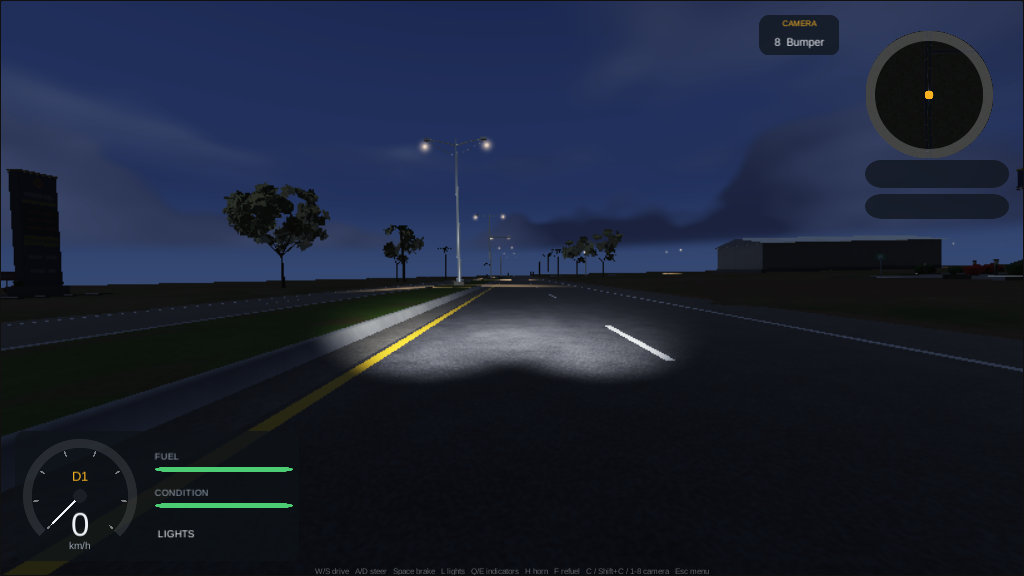 CAMERA
8 Bumper
FUEL
D1
CONDITION
0
LIGHTS
km/h
W/S drive A/D steer Space brake L lights Q/E indicators H horn F refuel C / Shift+C / 1-8 camera Esc menu